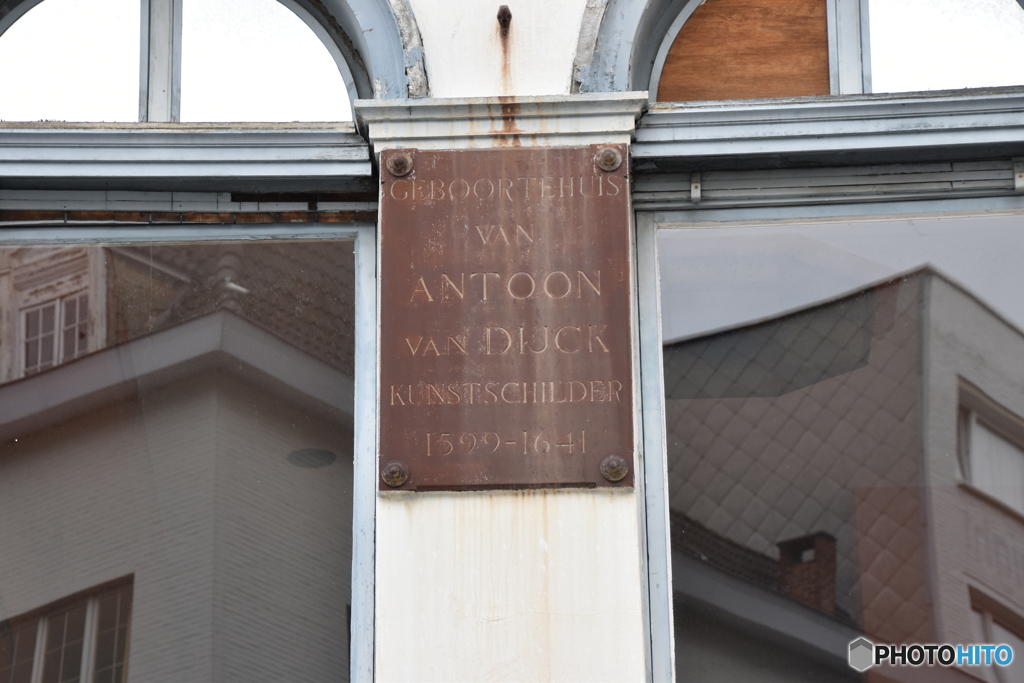 GEBOORTEHUIS
VAN
ANTOON
VAN DIJCK
KUNSTSCHILDER
1599-1641
PHOTOHITO